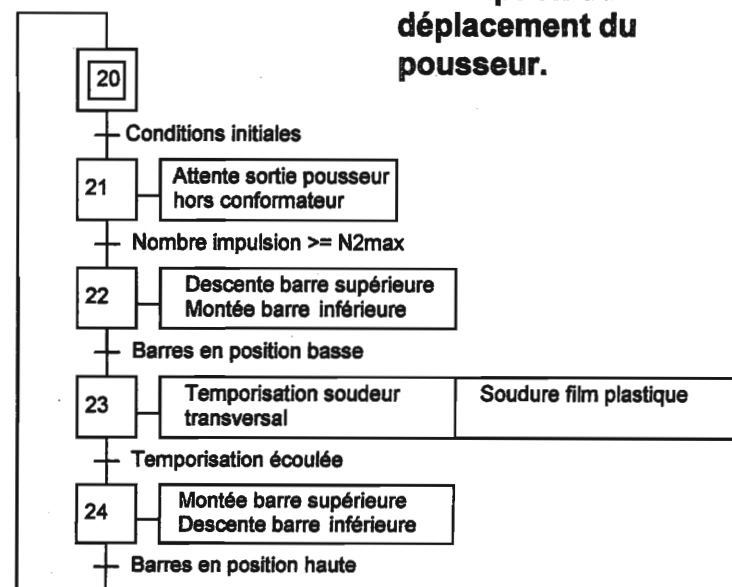 déplacement du
pousseur.
20
Conditions initiales
21
Attente sortie pousseur
hors conformateur
Nombre impulsion >= N2max
22
Descente barre supérieure
Montée barre inférieure
Barres en position basse
23
Temporisation soudeur
transversal
Soudure film plastique
Temporisation écoulée
24
Montée barre supérieure
Descente barre inférieure
Barres en position haute